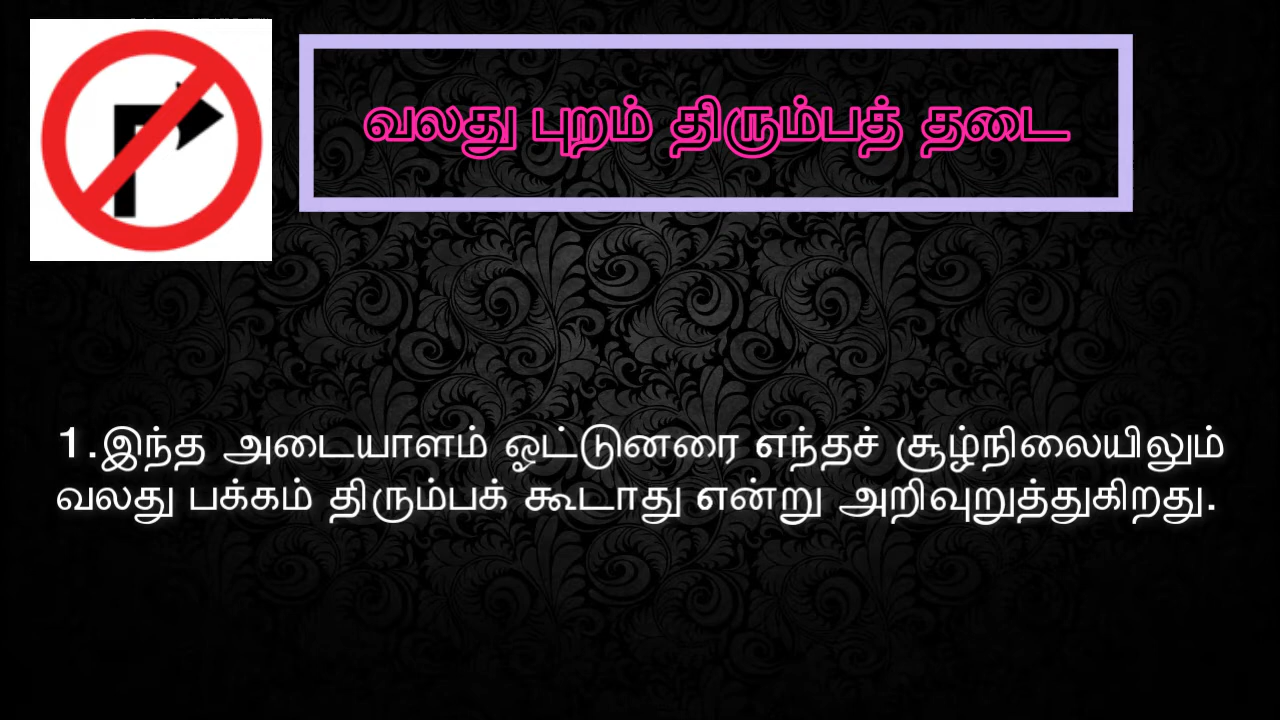 வலது புறம் திரும்பத் தடை
1.இந்த அடையாளம் ஓட்டுனரை எந்தச் சூழ்நிலையிலும்
வலது பக்கம் திரும்பக் கூடாது என்று அறிவுறுத்துகிறது.